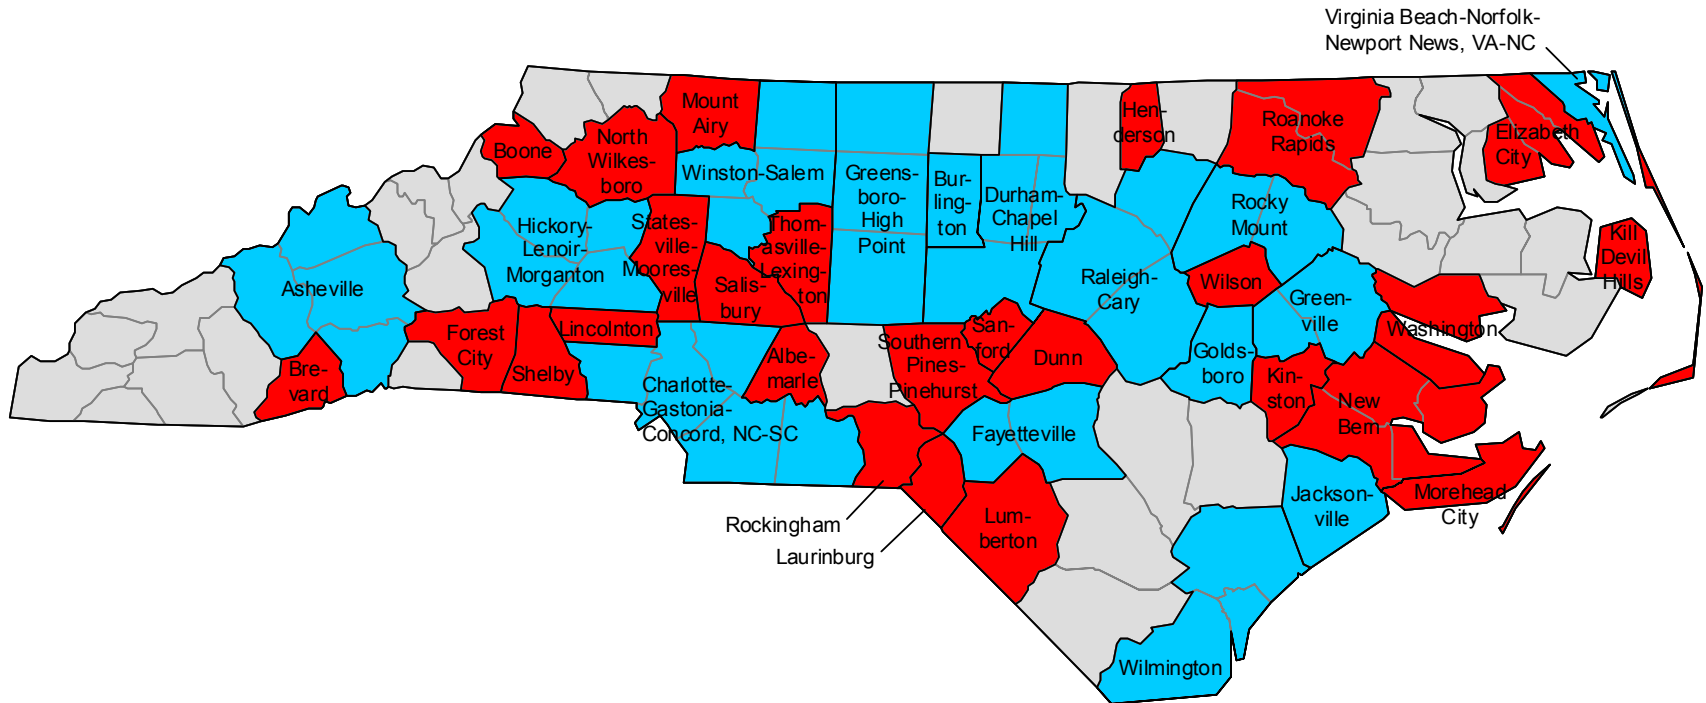 Virginia Beach-Norfolk-
Newport News, VA-NC
Mount
Airy
Hen-
derson
Roanoke
Rapids
Elizabeth
City
Boone
North
Wilkes-
boro
Winston-Salem
Greens-
boro-
High
Point
Bur-
ling-
ton
Durham-
Chapel
Hill
Rocky
Mount
Hickory-
Lenoir-
Morganton
States-
ville-
Moores-
ville
Thom-
asville-
Lexing-
ton
Kill
Devil
Hills
Asheville
Salis-
bury
Raleigh-
Cary
Wilson
Green-
ville
Washington
Forest
City
Lincolnton
Shelby
Bre-
vard
Charlotte-
Gastonia-
Concord, NC-SC
Albe-
marle
Southern
Pines-
Pinehurst
San-
ford
Dunn
Golds-
boro
Kin-
ston
New
Bern
Fayetteville
Rockingham
Laurinburg
Lum-
berton
Jackson-
ville
Morehead
City
Wilmington